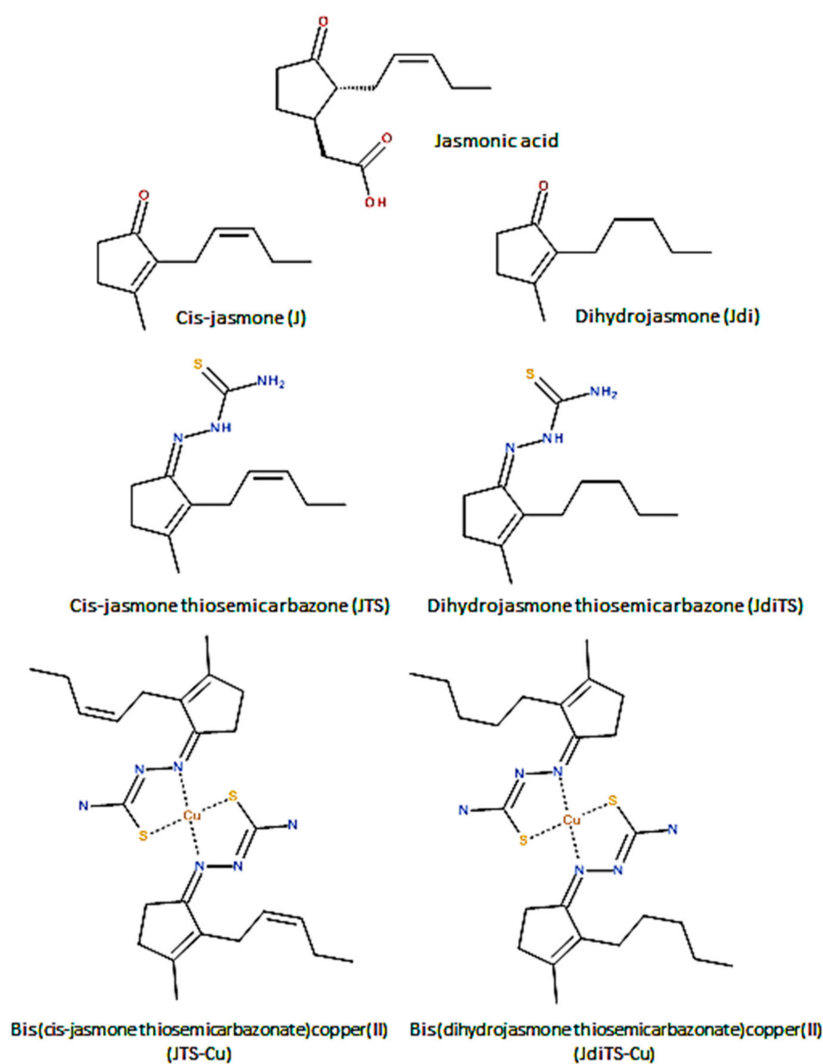 O
O
OH
Jasmonic acid
O
Cis-jasmone (J)
O
Dihydrojasmone (Jdi)
S
NH2
N
NH
Cis-jasmone thiosemicarbazone (JTS)
S
NH2
N
NH
Dihydrojasmone thiosemicarbazone (JdiTS)
N
N
N
S
Cu
S
N
N
N
Bis(cis-jasmone thiosemicarbazonate)copper(II)
(JTS-Cu)
N
N
N
S
Cu
S
N
N
N
Bis(dihydrojasmone thiosemicarbazonate)copper(II)
(JdiTS-Cu)